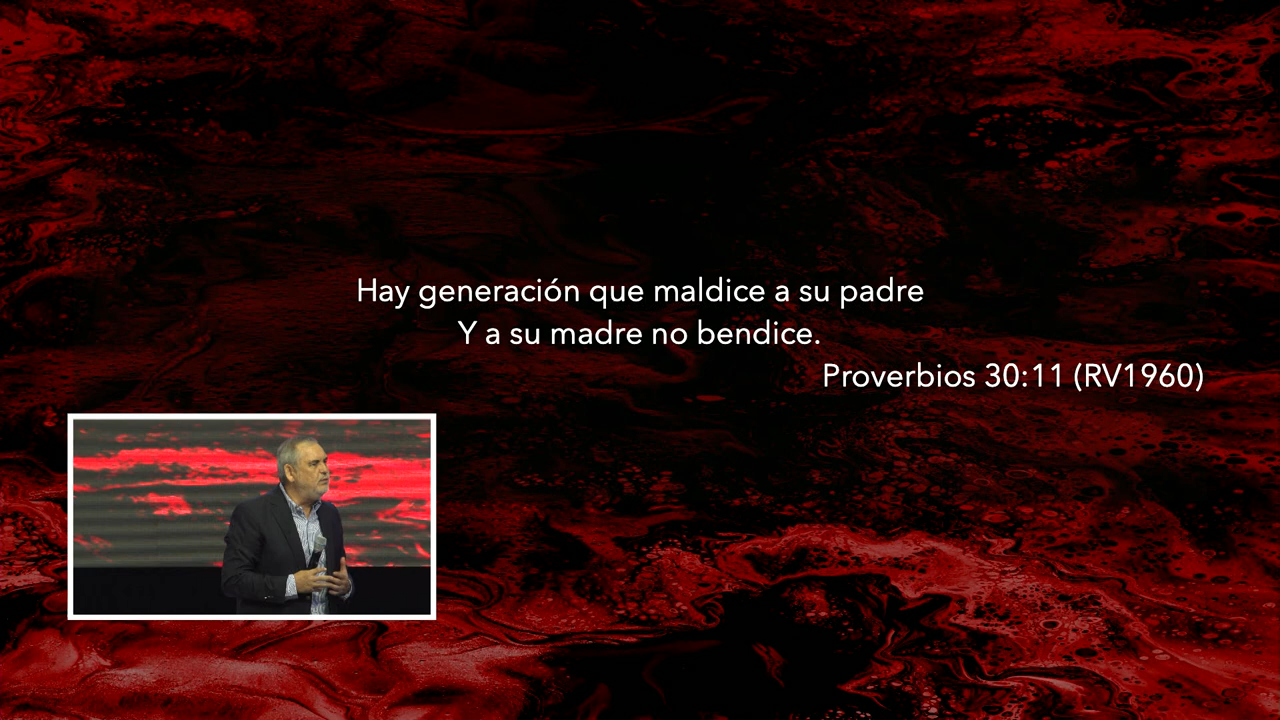 Hay generación que maldice a su padre
Y a su madre no bendice.
Proverbios 30:11 (RV1960)